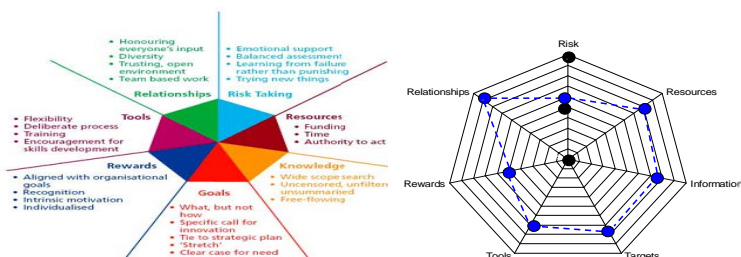 Honouring
everyone's input
Diversity
Trusting, open
environment
Team based work
Relationships
Emotional support
Balanced assessment
Learning from failure
rather than punishing
Trying new things
Risk Taking
Flexibility
Deliberate process
Training
Encouragement for
skills development
Tools
Resources
Funding
Time
Authority to act
Rewards
Aligned with organisational
goals
Recognition
Intrinsic motivation
Individualised
Knowledge
Wide scope search
Uncensored, unfiltered
unsummaried
Free-flowing
Goals
What, but not
how
Specific call for
innovation
Tie to strategic plan
'Stretch'
Clear case for need
Risk
Relationships
Resources
Rewards
Information
Tools
Targets